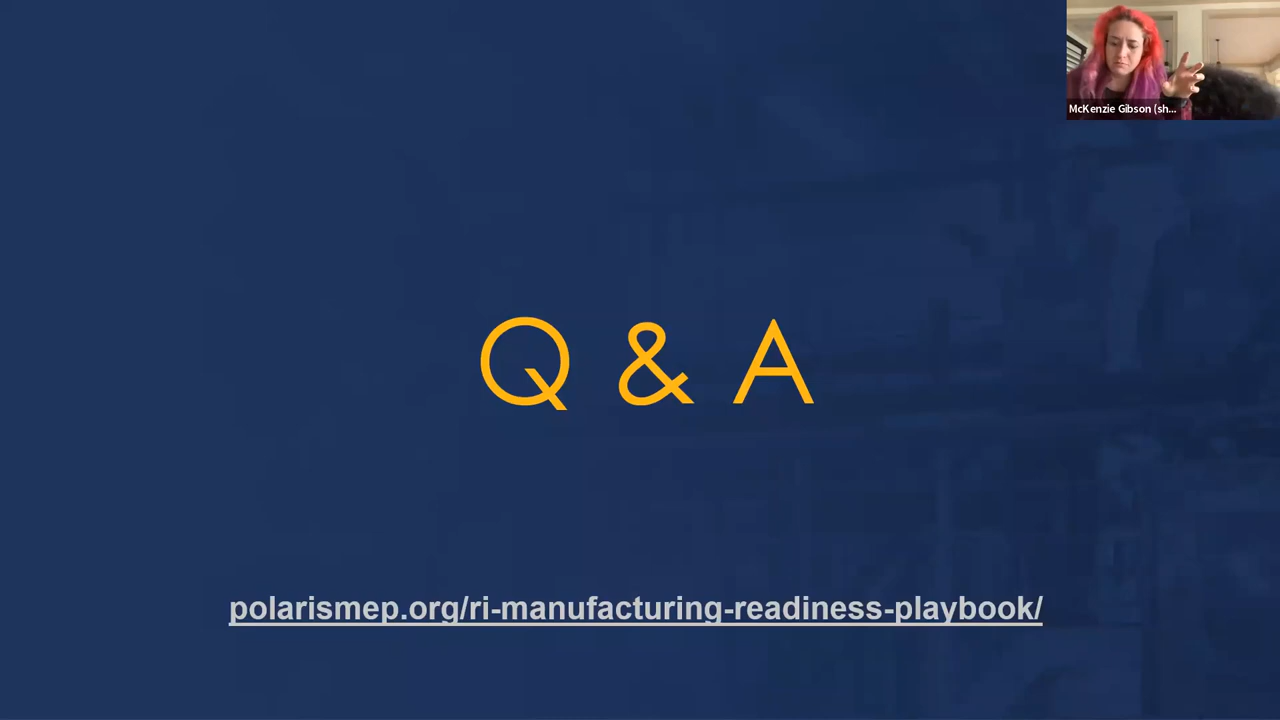 McKenzie Gibson (sh...
Q & A
polarismep.org/ri-manufacturing-readiness-playbook/